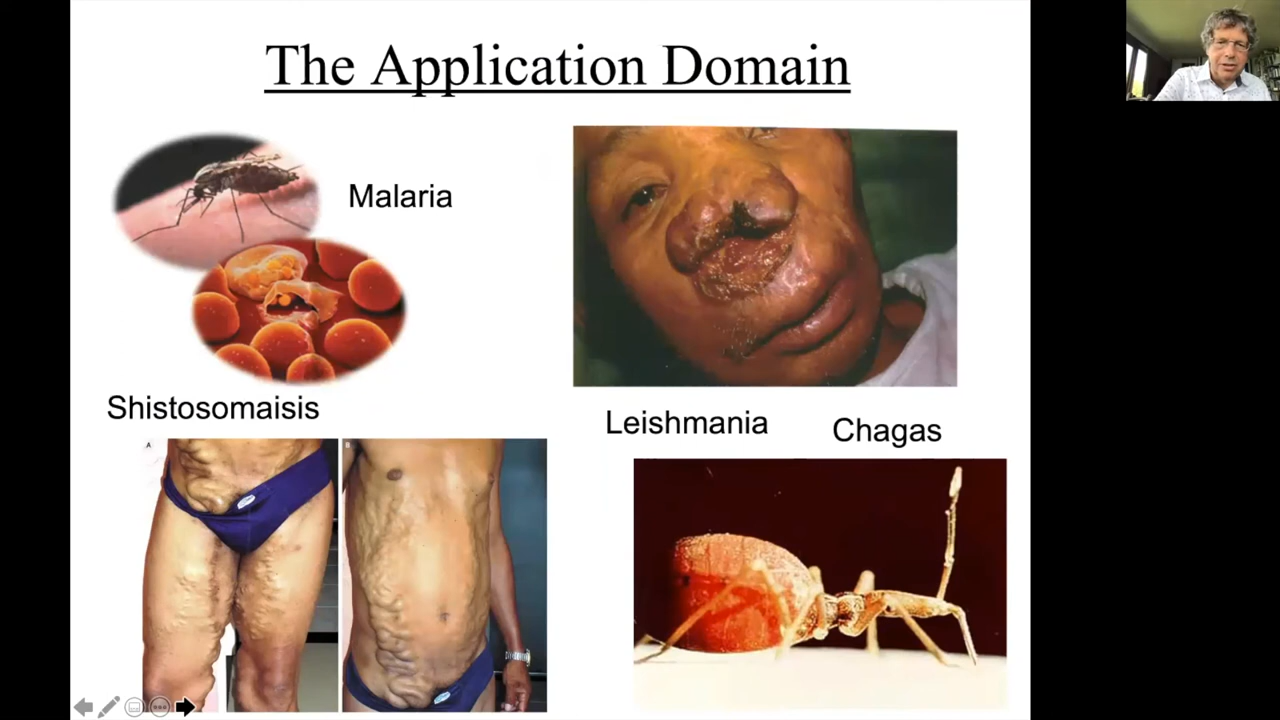 The Application Domain
Malaria
Shistosomaisis
Leishmania
Chagas
A
B